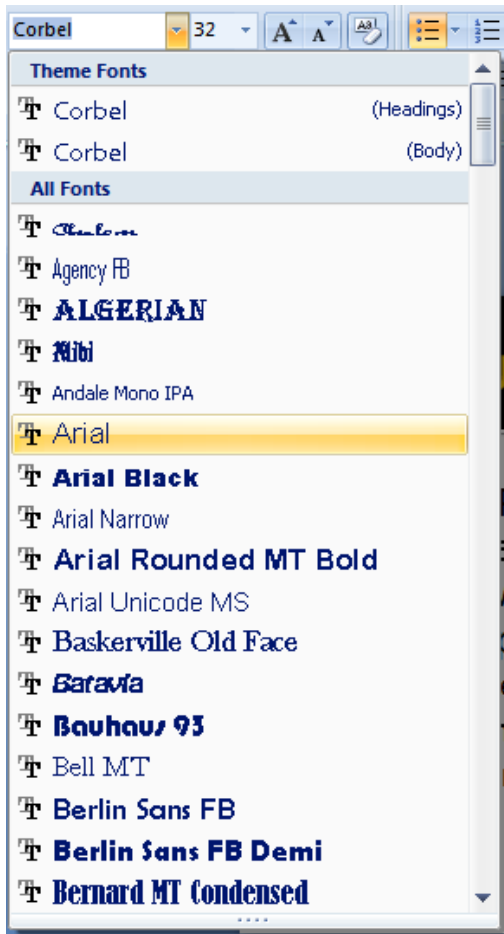 Corbel 32
Theme Fonts
Corbel (Headings)
Corbel (Body)
All Fonts
Agency FB
ALGERIAN
Alibi
Andale Mono IPA
Arial
Arial Black
Arial Narrow
Arial Rounded MT Bold
Arial Unicode MS
Baskerville Old Face
Batavia
Bauhaus 93
Bell MT
Berlin Sans FB
Berlin Sans FB Demi
Bernard MT Condensed